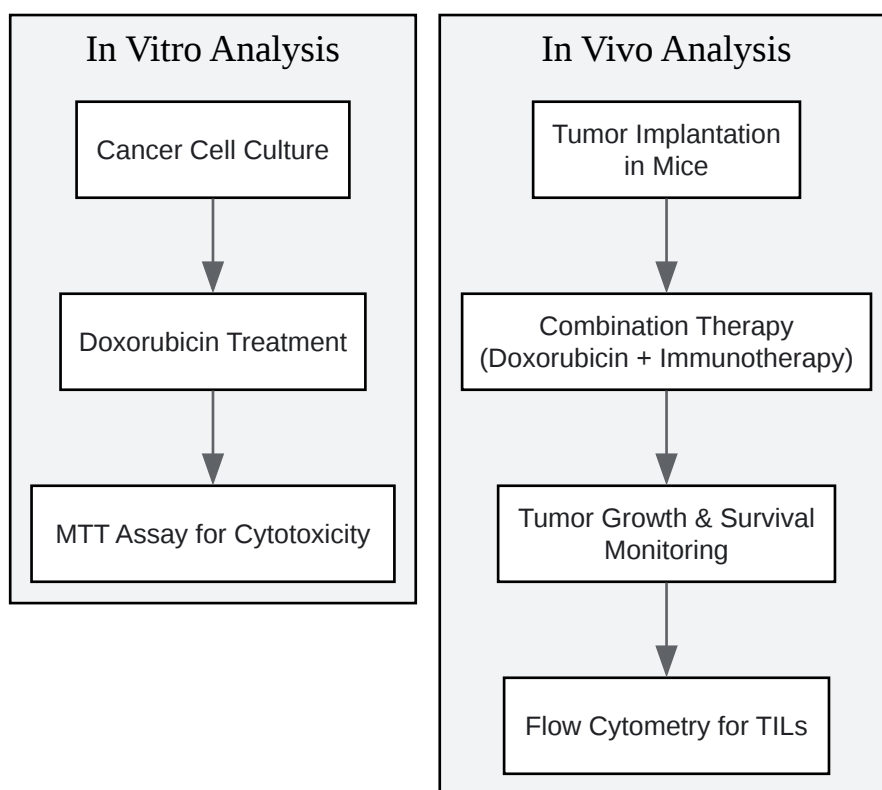 In Vitro Analysis
Cancer Cell Culture
Doxorubicin Treatment
MTT Assay for Cytotoxicity
In Vivo Analysis
Tumor Implantation
in Mice
Combination Therapy
(Doxorubicin + Immunotherapy)
Tumor Growth & Survival
Monitoring
Flow Cytometry for TILs